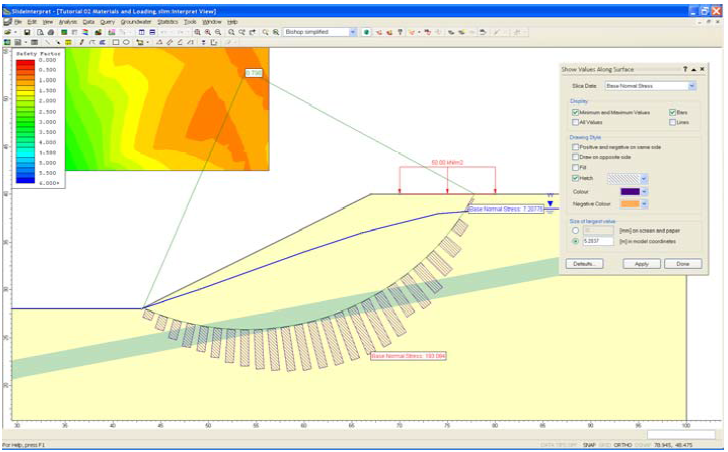 SlideInterpret - [Tutorial 02 Materials and Loading.slim:Interpret View]
File Edit View Analysis Data Query Groundwater Statistics Tools Window Help
Bishop simplified
Safety Factor
0.000
0.500
1.000
1.500
2.000
2.500
3.000
3.500
4.000
4.500
5.000
5.500
6.000+
0.798
50.00 kN/m2
Base Normal Stress: 7.20778
Base Normal Stress: 193.094
Show Values Along Surface
Slice Data: Base Normal Stress
Display
Minimum and Maximum Values
Bars
All Values
Lines
Drawing Style
Positive and negative on same side
Draw on opposite side
Fill
Hatch
Colour
Negative Colour
Size of largest value
[mm] on screen and paper
5.2937 [m] in model coordinates
Defaults... Apply Done
30 35 40 45 50 55 60 65 70 75 80 85 90 95 100
For Help, press F1
DATA TIPS OFF SNAP GRID ORTHO OSNAP 78.945, 48.475